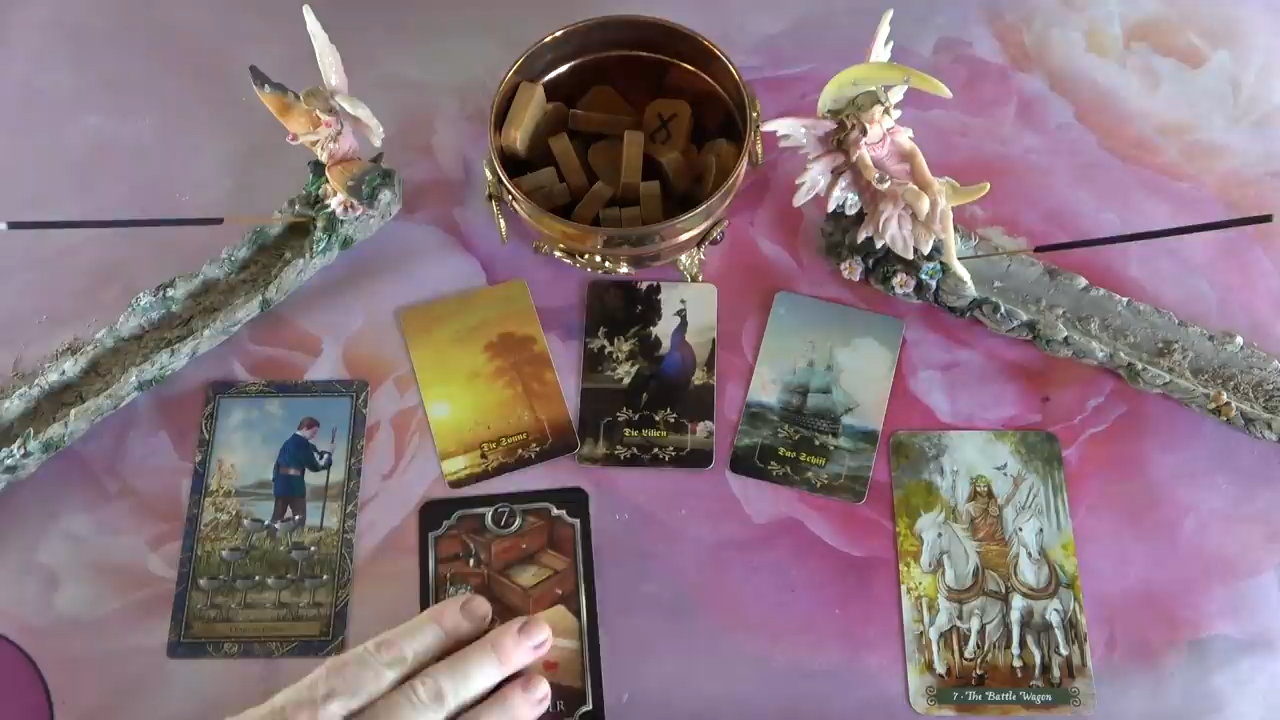 Die Sonne
Die Lilien
Das Schiff
7
7 · The Battle Wagon